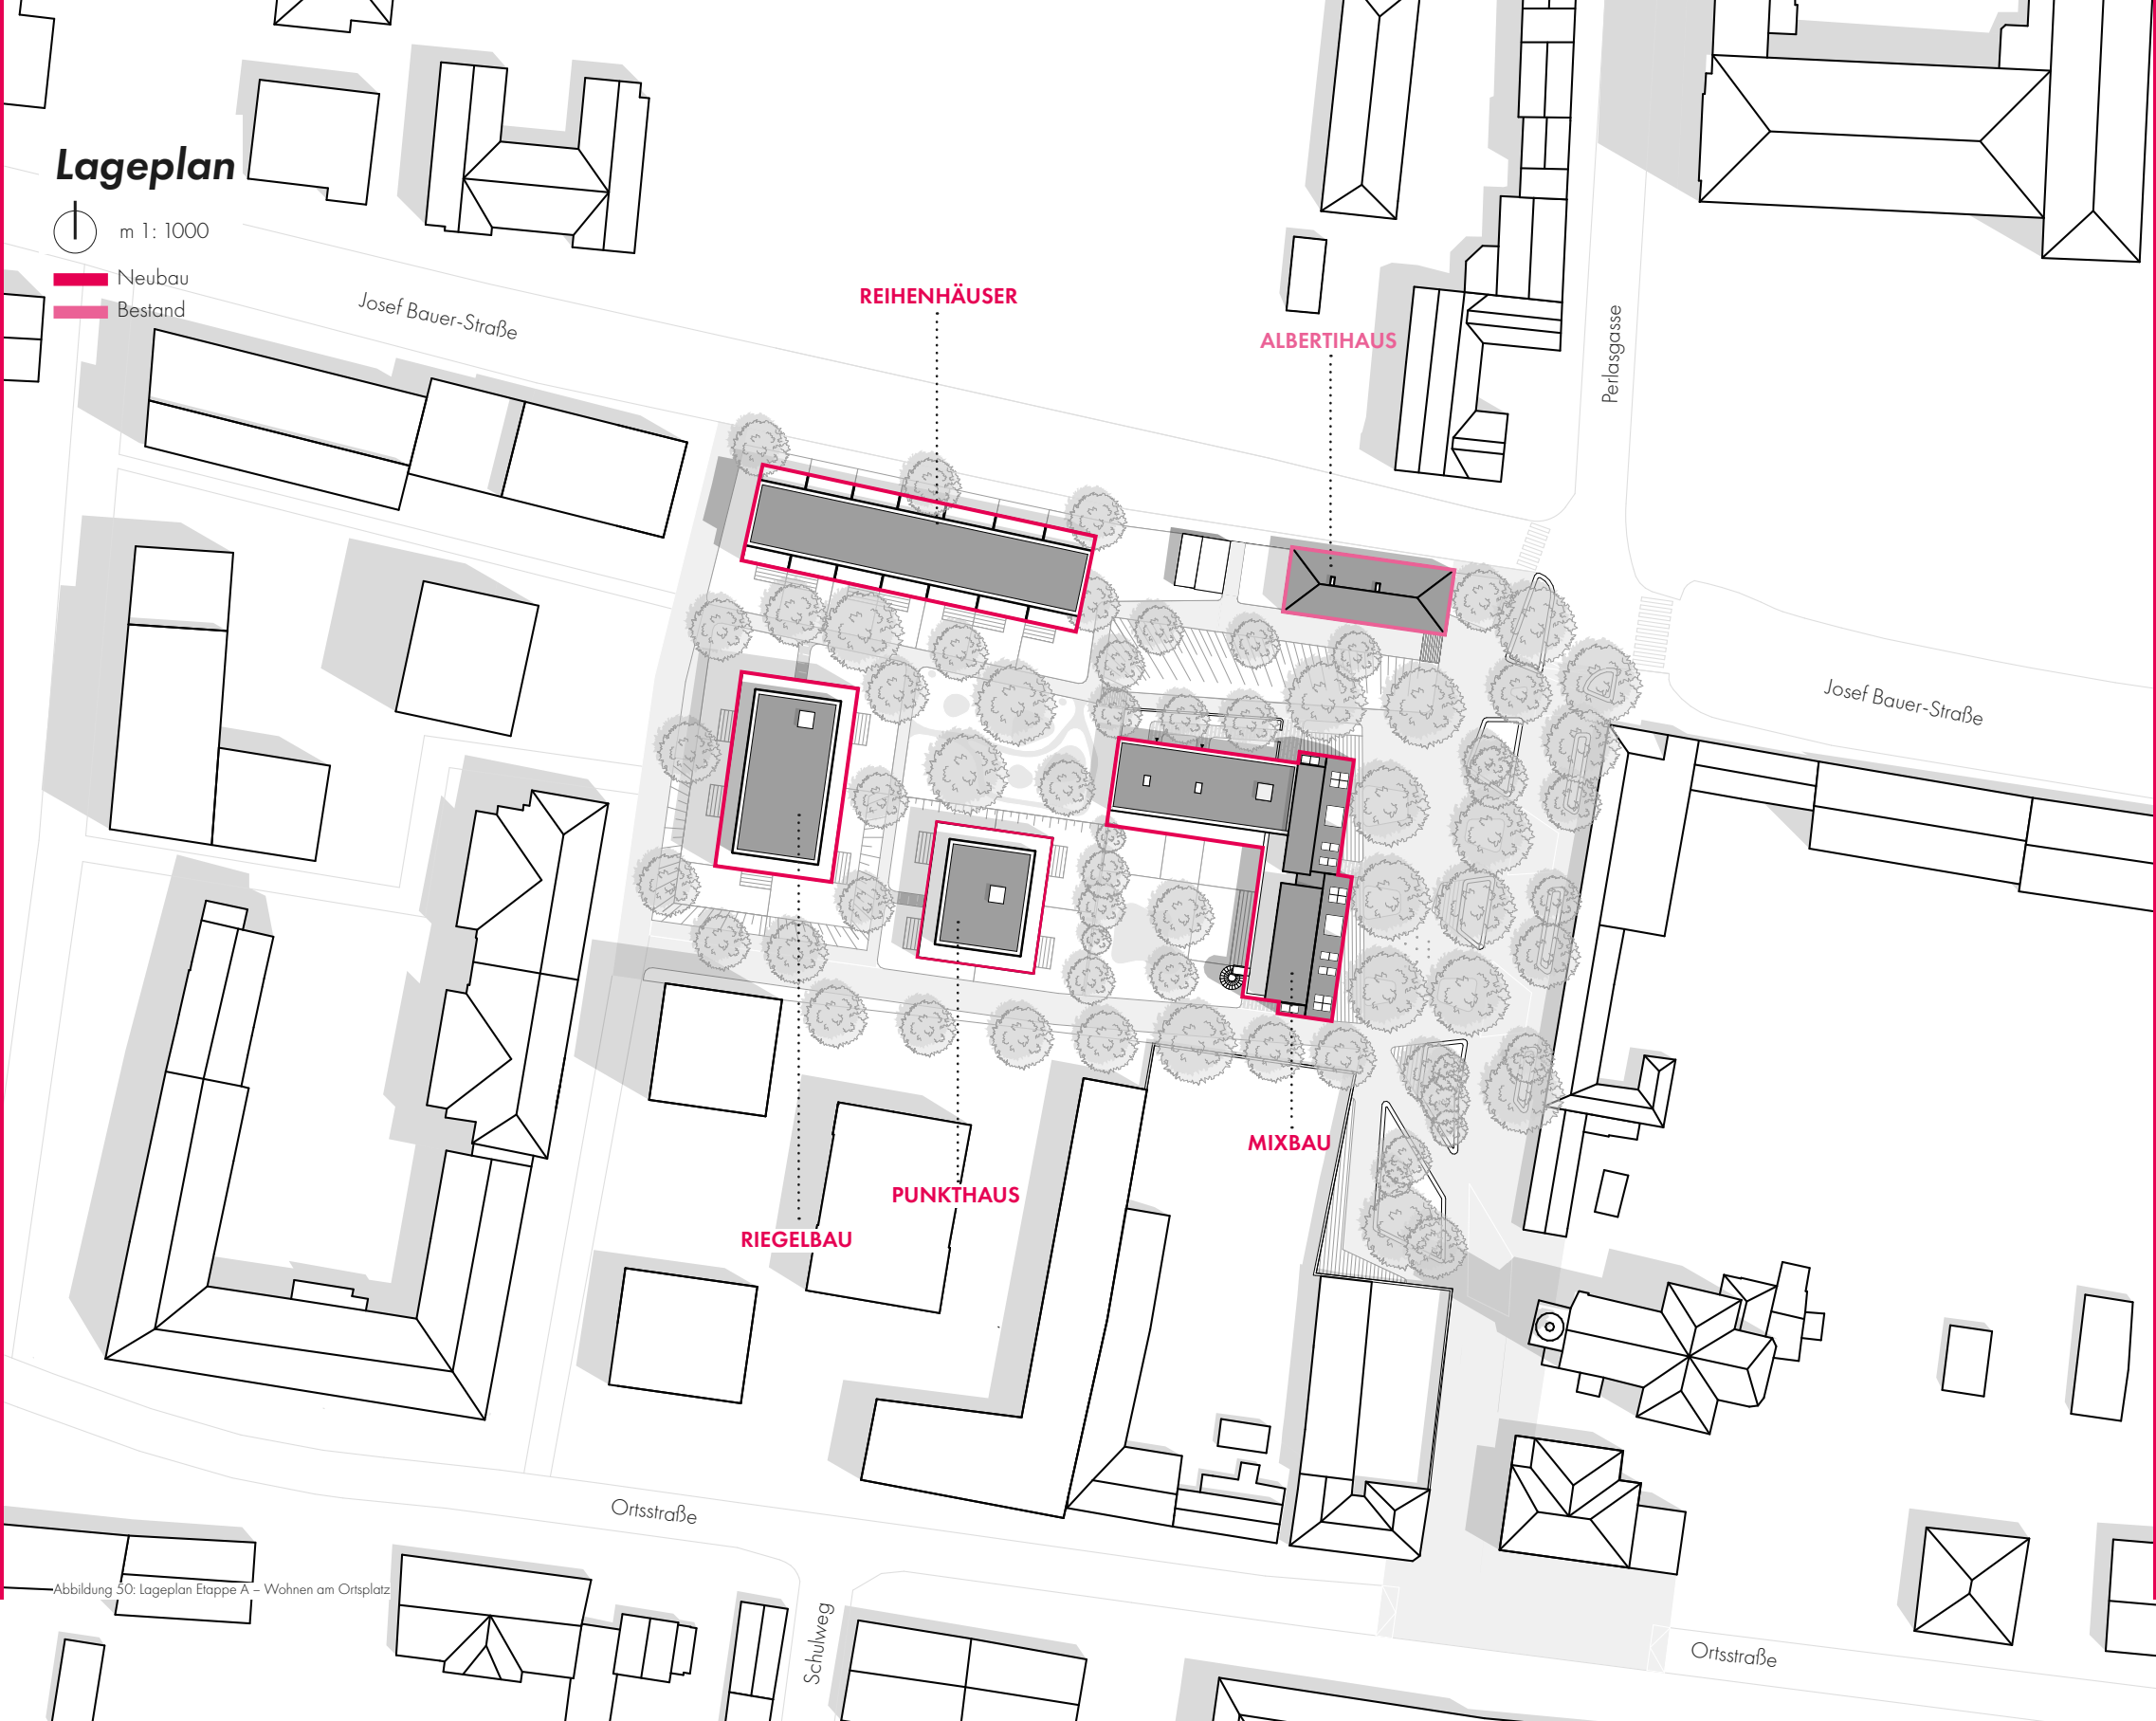 Lageplan
m 1: 1000
Neubau
Bestand
Josef Bauer-Straße
REIHENHÄUSER
ALBERTIHAUS
Perlasgasse
Josef Bauer-Straße
MIXBAU
PUNKTHAUS
RIEGELBAU
Ortsstraße
Abbildung 50: Lageplan Etappe A – Wohnen am Ortsplatz
Schulweg
Ortsstraße